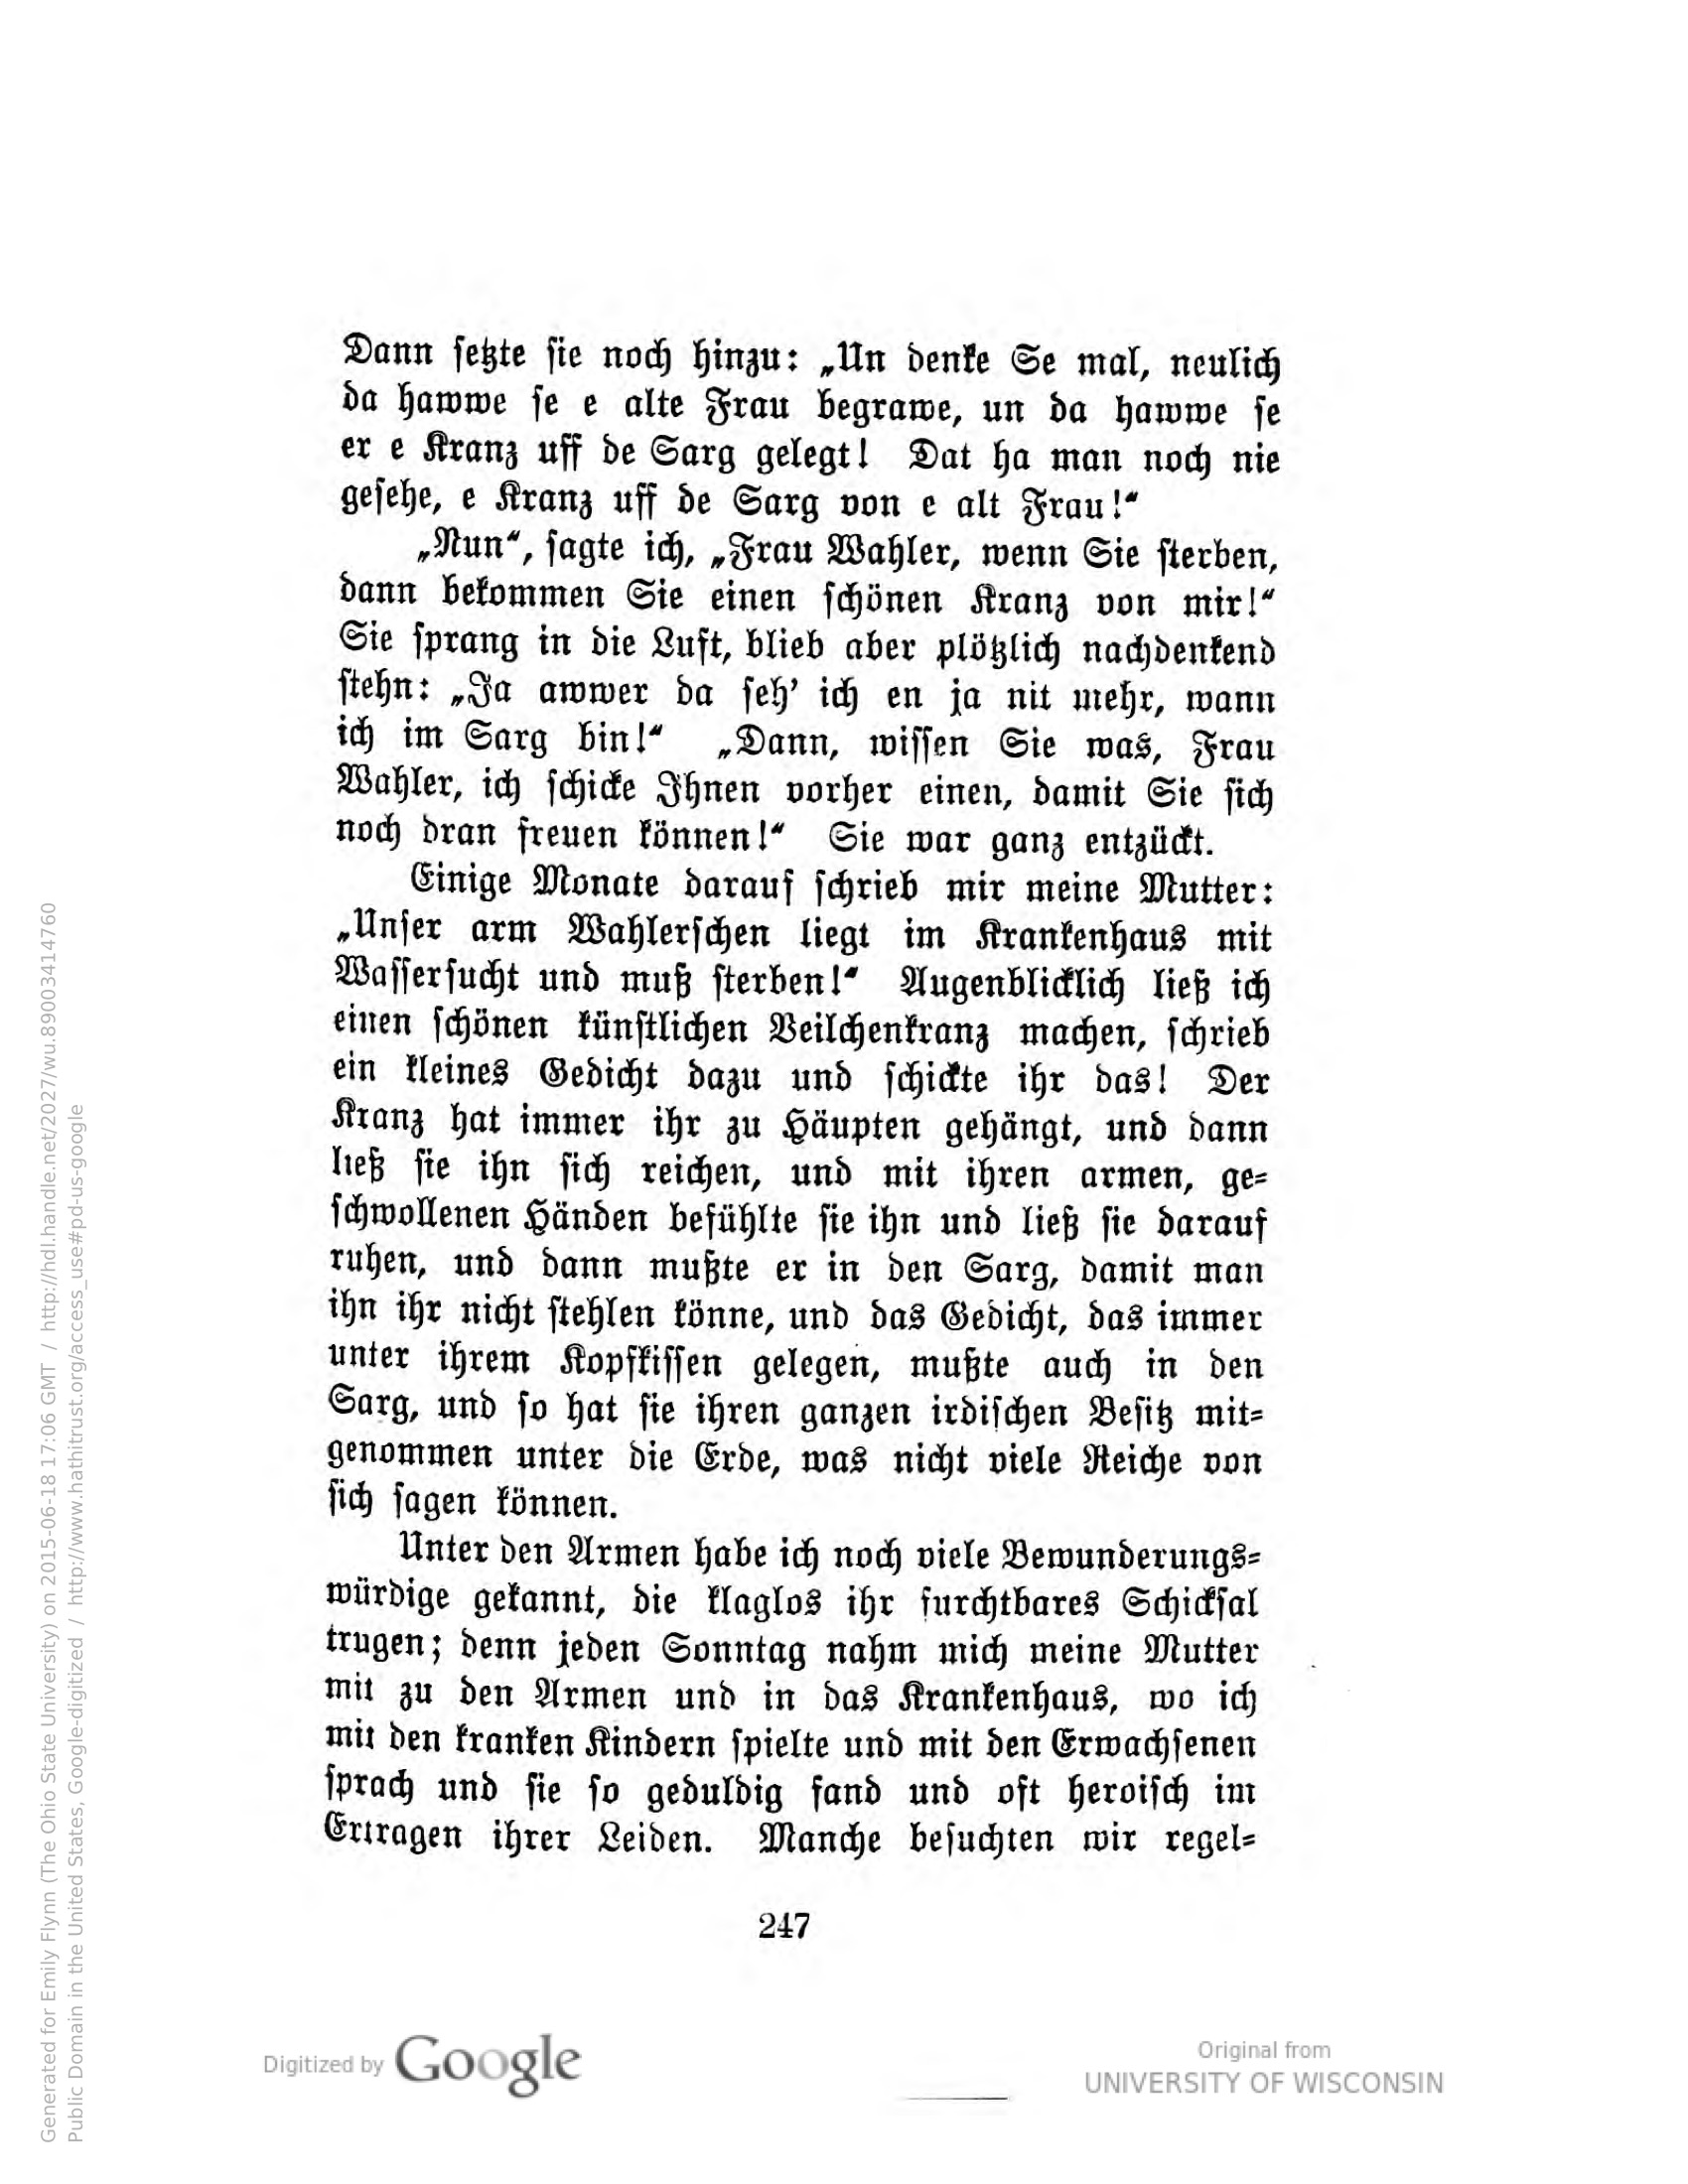 Dann ſetzte ſie noch hinzu: „Un denke Se mal, neulich
da hawwe ſe e alte Frau begrawe, un da hawwe ſe
er e Kranz uff de Sarg gelegt! Dat ha man noch nie
geſehe, e Kranz uff de Sarg von e alt Frau!“
„Nun“, ſagte ich, „Frau Wahler, wenn Sie ſterben,
dann bekommen Sie einen ſchönen Kranz von mir!“
Sie ſprang in die Luft, blieb aber plötzlich nachdenkend
ſtehn: „Ja awwer da ſeh’ ich en ja nit mehr, wann
ich im Sarg bin!“ „Dann, wiſſen Sie was, Frau
Wahler, ich ſchicke Ihnen vorher einen, damit Sie ſich
noch dran freuen können!“ Sie war ganz entzückt.
Einige Monate darauf ſchrieb mir meine Mutter:
„Unſer arm Wahlerſchen liegt im Krankenhaus mit
Waſſerſucht und muß ſterben!“ Augenblicklich ließ ich
einen ſchönen künſtlichen Veilchenkranz machen, ſchrieb
ein kleines Gedicht dazu und ſchickte ihr das! Der
Kranz hat immer ihr zu Häupten gehängt, und dann
ließ ſie ihn ſich reichen, und mit ihren armen, ge-
ſchwollenen Händen befühlte ſie ihn und ließ ſie darauf
ruhen, und dann mußte er in den Sarg, damit man
ihn ihr nicht ſtehlen könne, und das Gedicht, das immer
unter ihrem Kopfkiſſen gelegen, mußte auch in den
Sarg, und ſo hat ſie ihren ganzen irdiſchen Beſitz mit-
genommen unter die Erde, was nicht viele Reiche von
ſich ſagen können.
Unter den Armen habe ich noch viele Bewunderungs-
würdige gekannt, die klaglos ihr furchtbares Schickſal
trugen; denn jeden Sonntag nahm mich meine Mutter
mit zu den Armen und in das Krankenhaus, wo ich
mit den kranken Kindern ſpielte und mit den Erwachſenen
ſprach und ſie ſo geduldig fand und oft heroiſch im
Ertragen ihrer Leiden. Manche beſuchten wir regel-
247
Digitized by Google
Original from
UNIVERSITY OF WISCONSIN
Generated for Emily Flynn (The Ohio State University) on 2015-06-18 17:06 GMT / http://hdl.handle.net/2027/wu.89003414760
Public Domain in the United States, Google-digitized / http://www.hathitrust.org/access_use#pd-us-google